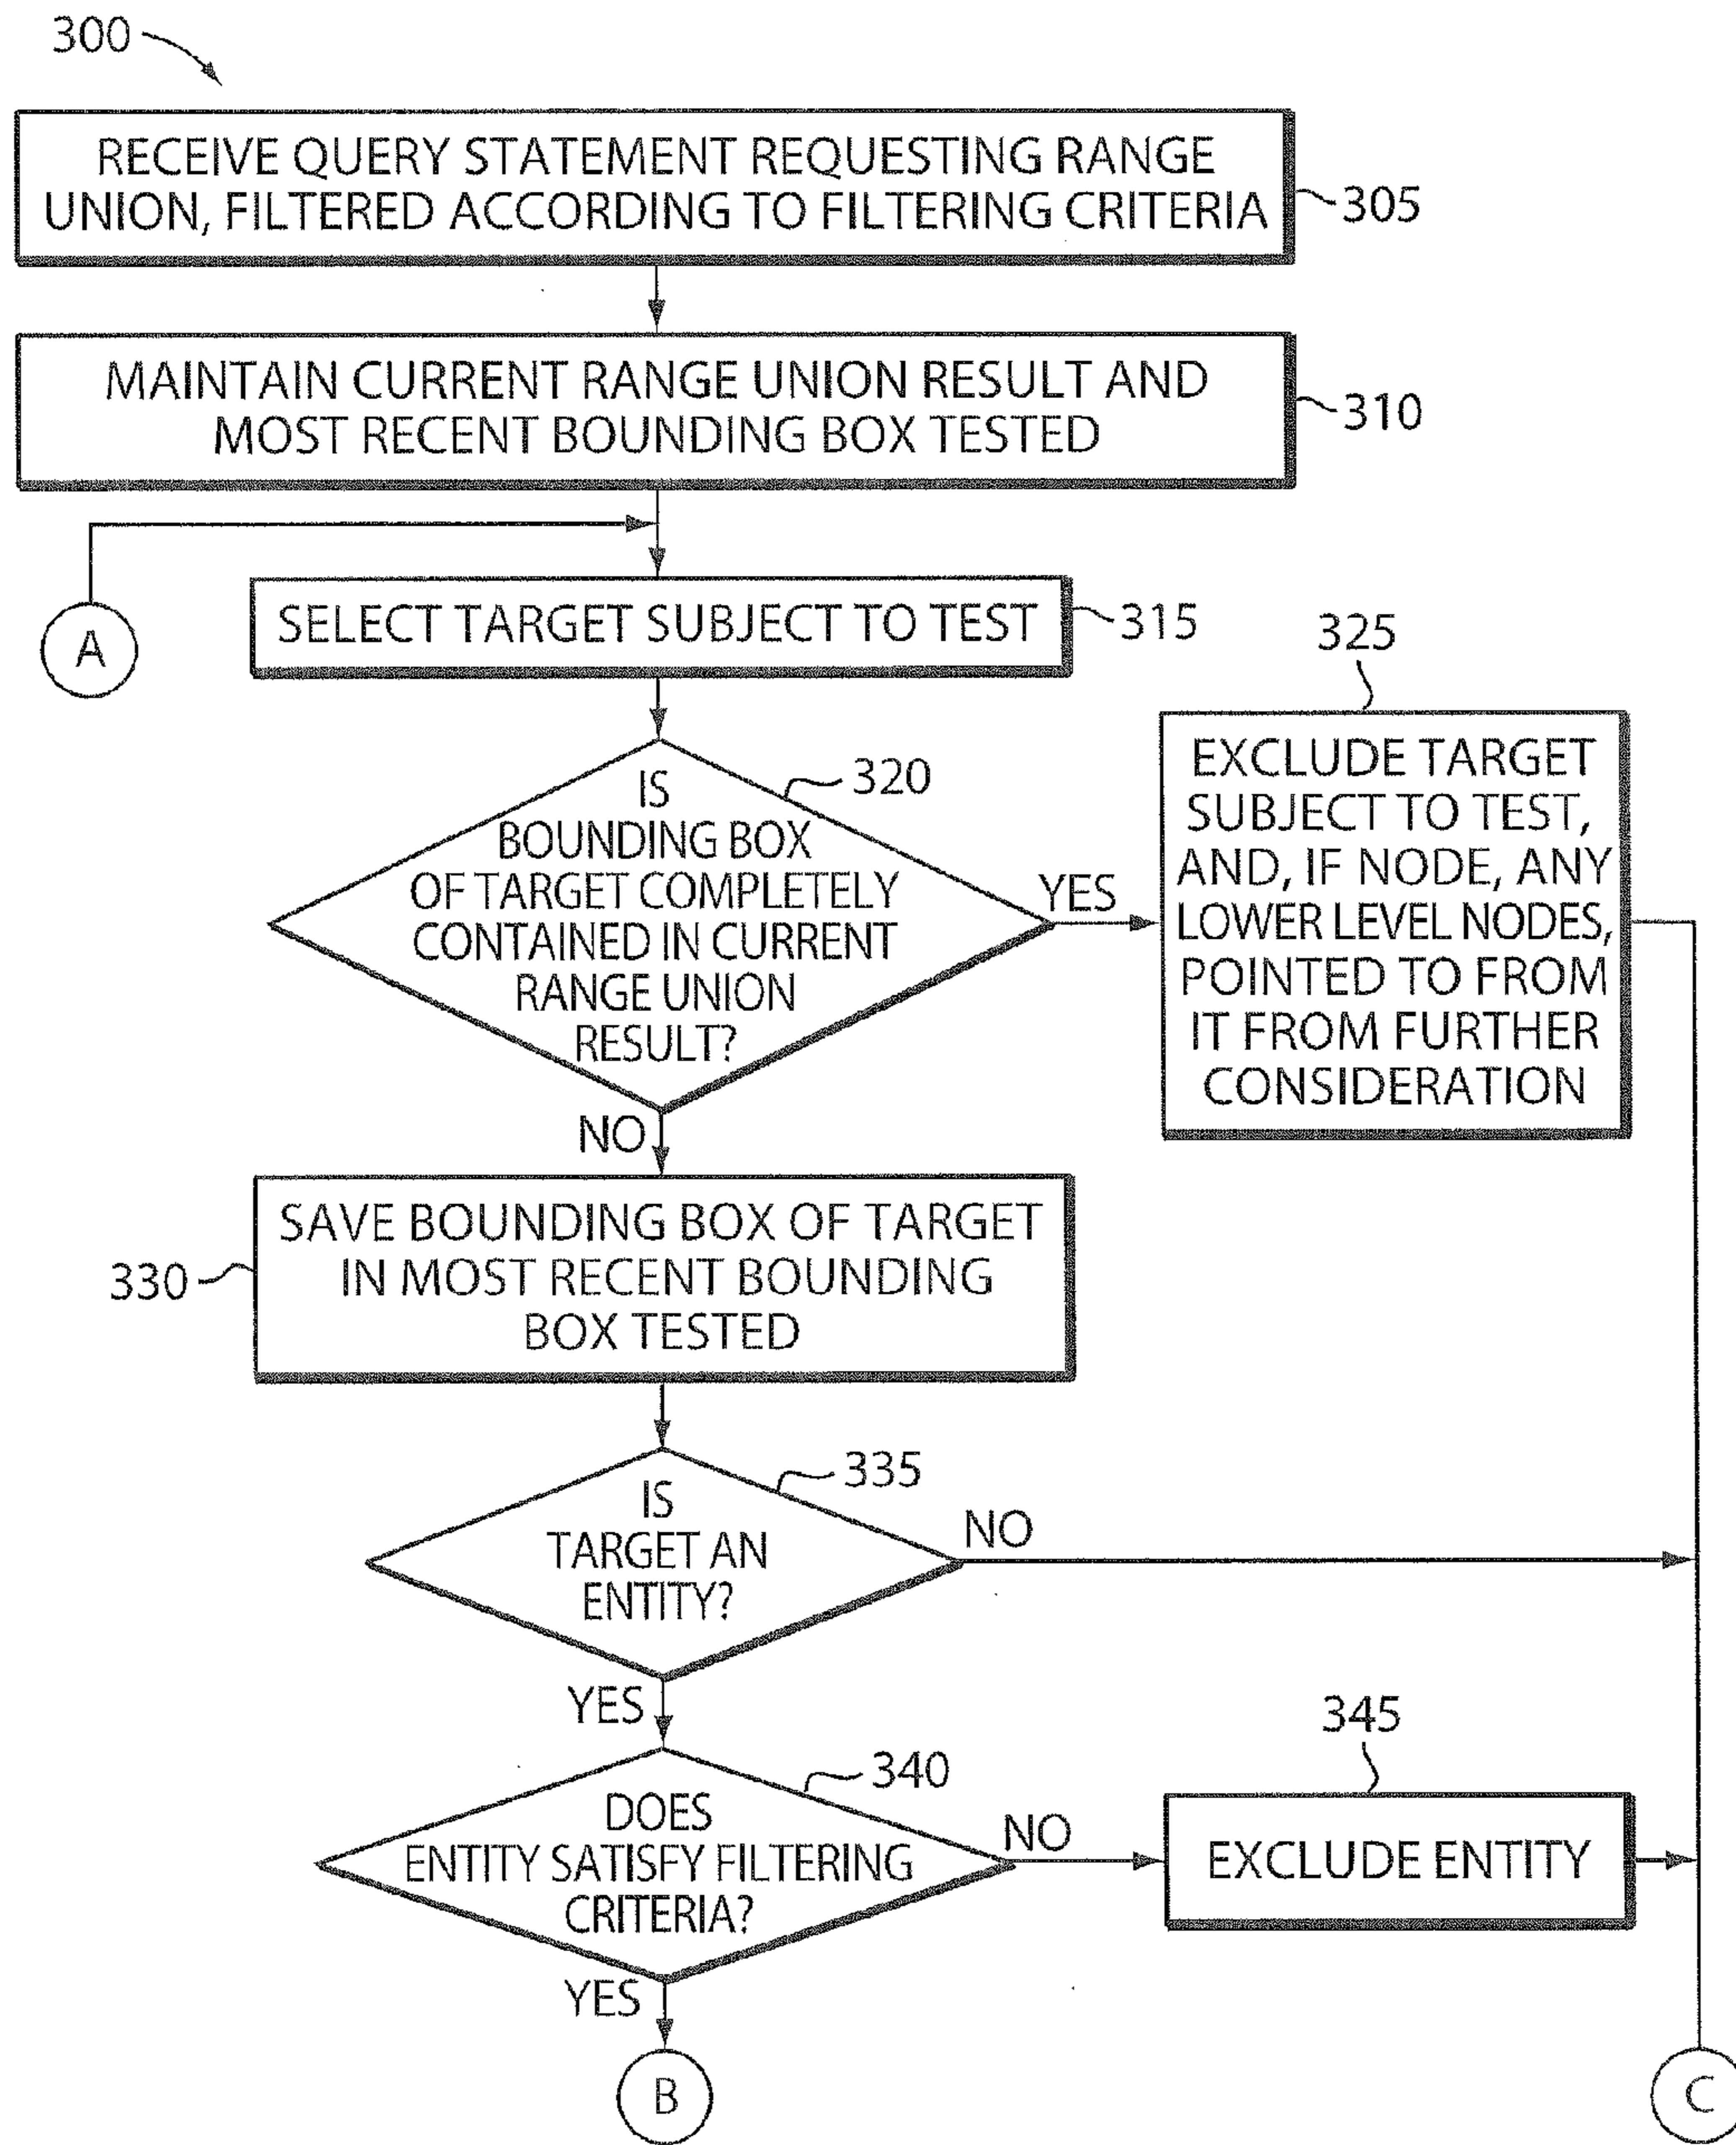 300
RECEIVE QUERY STATEMENT REQUESTING RANGE
UNION, FILTERED ACCORDING TO FILTERING CRITERIA
305
MAINTAIN CURRENT RANGE UNION RESULT AND
MOST RECENT BOUNDING BOX TESTED
310
A
SELECT TARGET SUBJECT TO TEST
315
IS
BOUNDING BOX
OF TARGET COMPLETELY
CONTAINED IN CURRENT
RANGE UNION
RESULT?
320
YES
325
EXCLUDE TARGET
SUBJECT TO TEST,
AND, IF NODE, ANY
LOWER LEVEL NODES,
POINTED TO FROM
IT FROM FURTHER
CONSIDERATION
NO
SAVE BOUNDING BOX OF TARGET
IN MOST RECENT BOUNDING
BOX TESTED
330
IS
TARGET AN
ENTITY?
335
NO
YES
DOES
ENTITY SATISFY FILTERING
CRITERIA?
340
NO
345
EXCLUDE ENTITY
YES
B
C